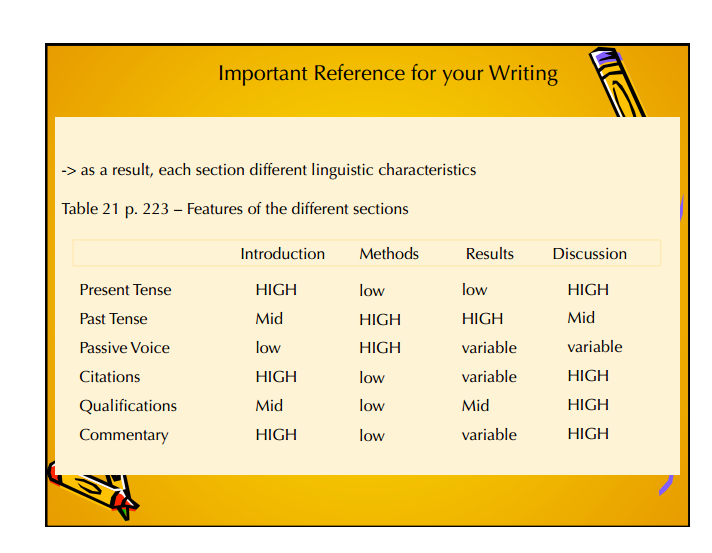 Important Reference for your Writing
-> as a result, each section different linguistic characteristics
Table 21 p. 223 – Features of the different sections
Introduction Methods Results Discussion
Present Tense HIGH low low HIGH
Past Tense Mid HIGH HIGH Mid
Passive Voice low HIGH variable variable
Citations HIGH low variable HIGH
Qualifications Mid low Mid HIGH
Commentary HIGH low variable HIGH